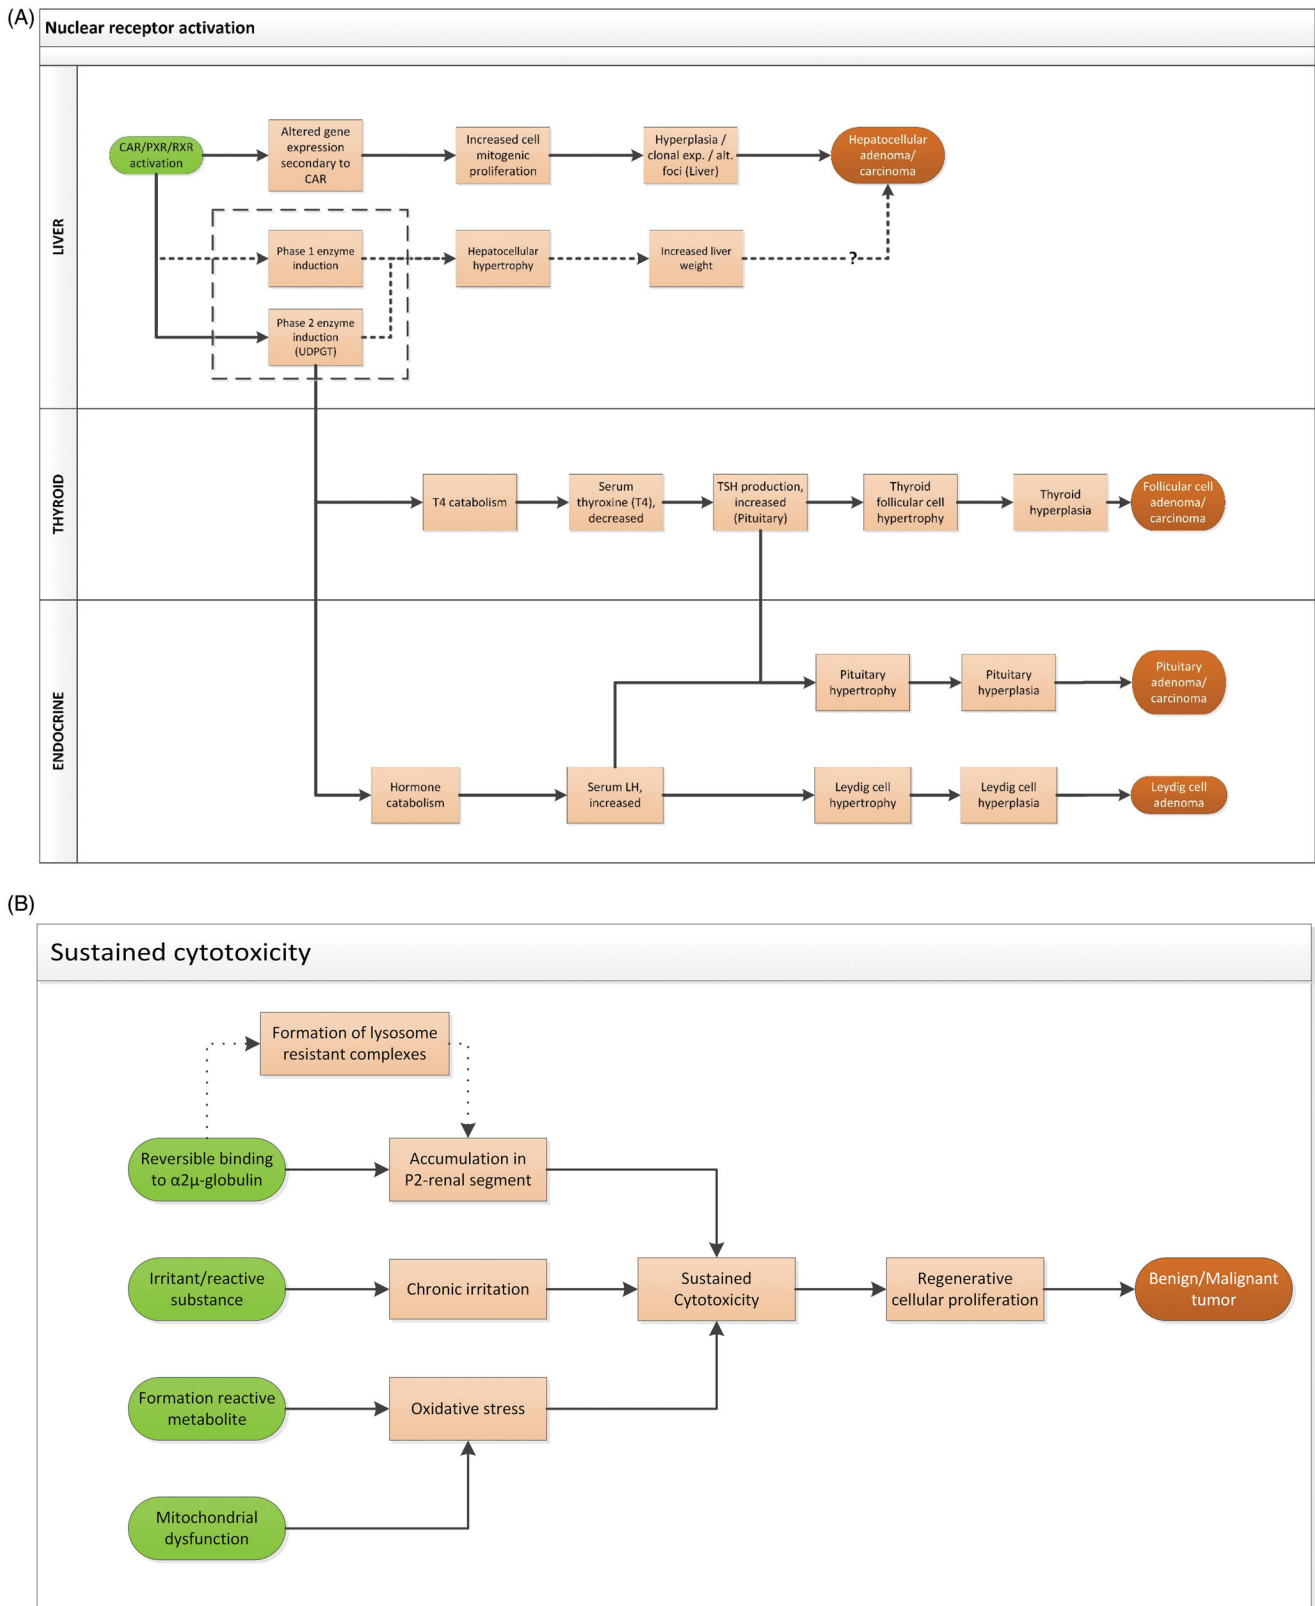 (A)
Nuclear receptor activation
LIVER
CAR/PXR/RXR
activation
Altered gene
expression
secondary to
CAR
Increased cell
mitogenic
proliferation
Hyperplasia /
clonal exp. / alt.
foci (Liver)
Hepatocellular
adenoma/
carcinoma
Phase 1 enzyme
induction
Hepatocellular
hypertrophy
Increased liver
weight
?
Phase 2 enzyme
induction
(UDPGT)
THYROID
T4 catabolism
Serum
thyroxine (T4),
decreased
TSH production,
increased
(Pituitary)
Thyroid
follicular cell
hypertrophy
Thyroid
hyperplasia
Follicular cell
adenoma/
carcinoma
ENDOCRINE
Pituitary
hypertrophy
Pituitary
hyperplasia
Pituitary
adenoma/
carcinoma
Hormone
catabolism
Serum LH,
increased
Leydig cell
hypertrophy
Leydig cell
hyperplasia
Leydig cell
adenoma
(B)
Sustained cytotoxicity
Formation of lysosome
resistant complexes
Reversible binding
to α2μ-globulin
Accumulation in
P2-renal segment
Irritant/reactive
substance
Chronic irritation
Sustained
Cytotoxicity
Regenerative
cellular proliferation
Benign/Malignant
tumor
Formation reactive
metabolite
Oxidative stress
Mitochondrial
dysfunction